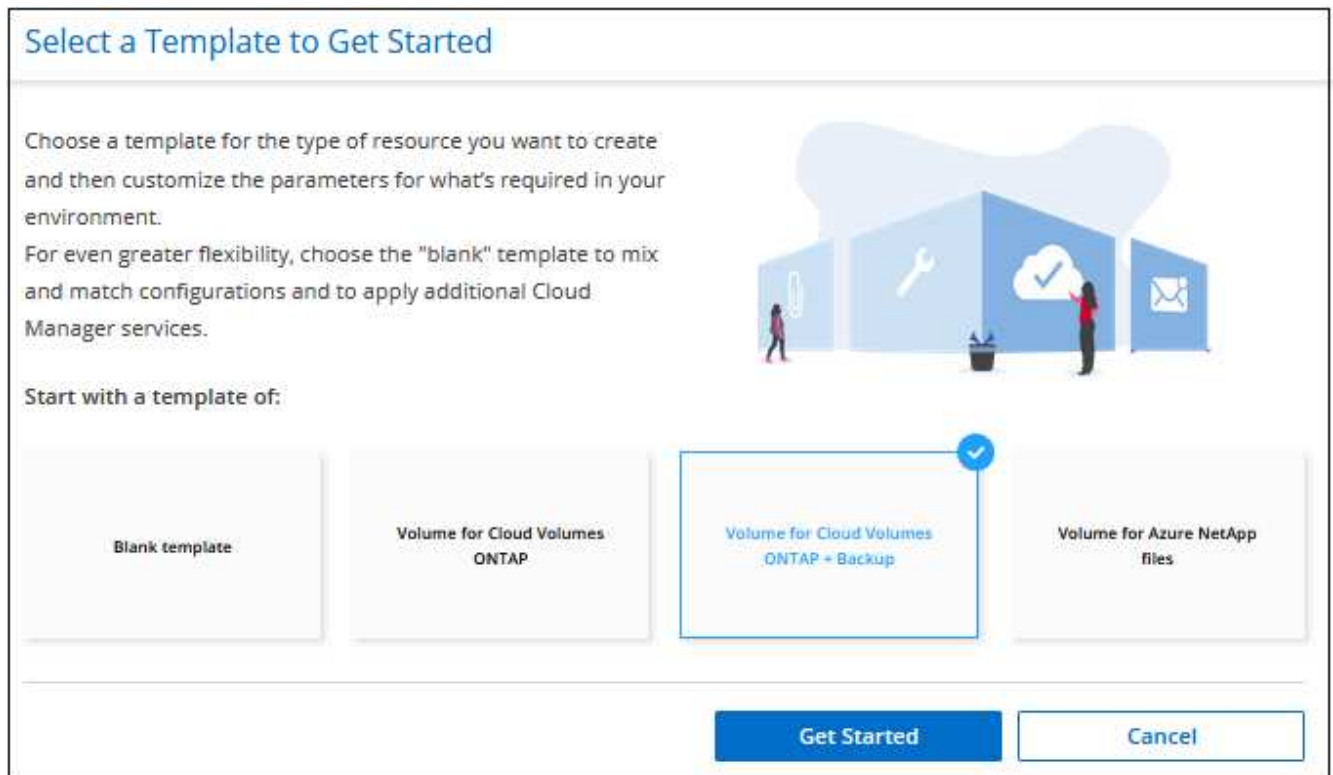 Select a Template to Get Started
Choose a template for the type of resource you want to create
and then customize the parameters for what's required in your
environment.
For even greater flexibility, choose the "blank" template to mix
and match configurations and to apply additional Cloud
Manager services.
Start with a template of:
Blank template
Volume for Cloud Volumes
ONTAP
Volume for Cloud Volumes
ONTAP + Backup
Volume for Azure NetApp
files
Get Started
Cancel